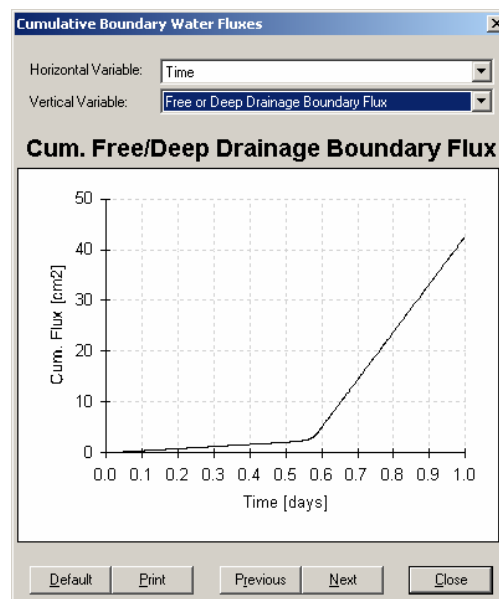 Cumulative Boundary Water Fluxes
Horizontal Variable: Time
Vertical Variable: Free or Deep Drainage Boundary Flux
Cum. Free/Deep Drainage Boundary Flux
50
40
30
20
10
0
Cum. Flux [cm2]
0.0 0.1 0.2 0.3 0.4 0.5 0.6 0.7 0.8 0.9 1.0
Time [days]
Default Print Previous Next Close